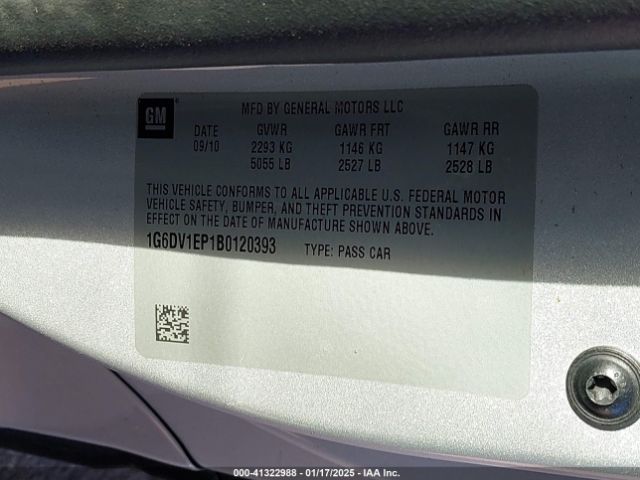 GM
MFD BY GENERAL MOTORS LLC
DATE GVWR GAWR FRT GAWR RR
09/10 2293 KG 1146 KG 1147 KG
5055 LB 2527 LB 2528 LB
THIS VEHICLE CONFORMS TO ALL APPLICABLE U.S. FEDERAL MOTOR
VEHICLE SAFETY, BUMPER, AND THEFT PREVENTION STANDARDS IN
EFFECT ON THE DATE OF MANUFACTURE SHOWN ABOVE.
1G6DV1EP1B0120393 TYPE: PASS CAR
000-41322988 - 01/17/2025 - IAA Inc.